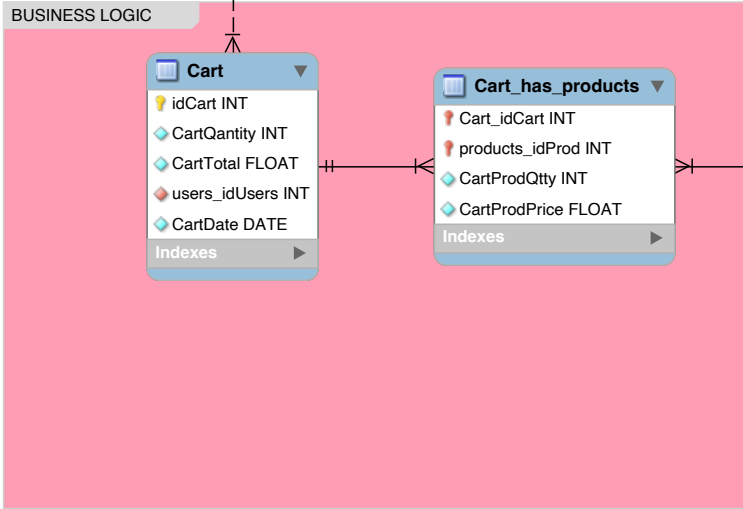 BUSINESS LOGIC
Cart
idCart INT
CartQantity INT
CartTotal FLOAT
users_idUsers INT
CartDate DATE
Indexes
Cart_has_products
Cart_idCart INT
products_idProd INT
CartProdQtty INT
CartProdPrice FLOAT
Indexes